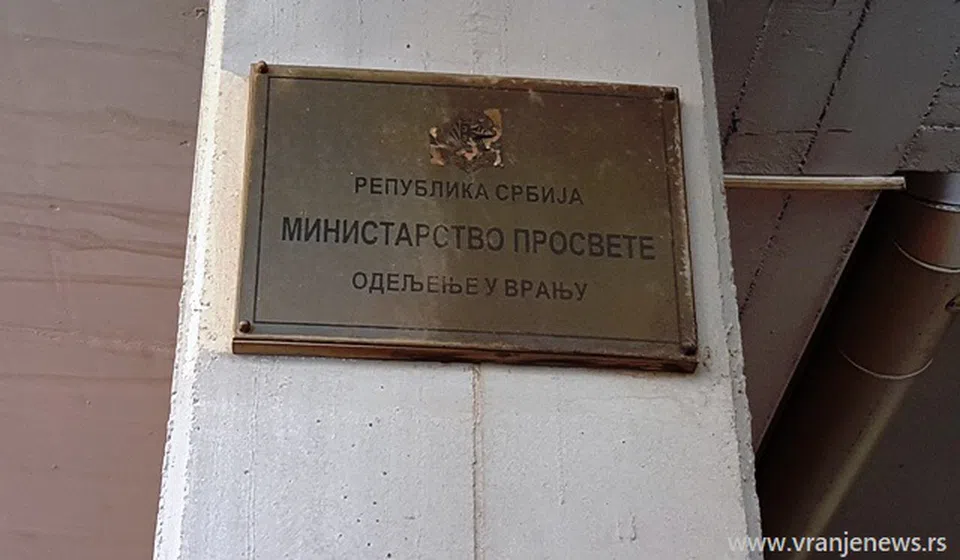 РЕПУБЛИКА СРБИЈА
МИНИСТАРСТВО ПРОСВЕТЕ
ОДЕЉЕЊЕ У ВРАЊУ
www.vranjenews.rs